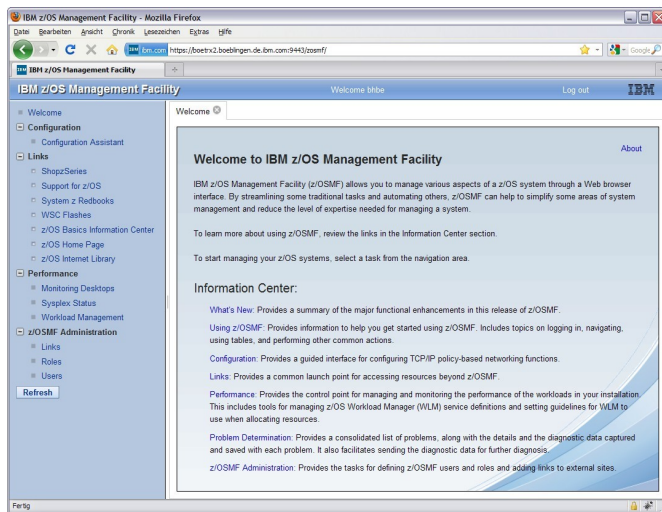 IBM z/OS Management Facility - Mozilla Firefox
Datei Bearbeiten Ansicht Chronik Lesezeichen Extras Hilfe
IBM ibm.com https://boetrx2.boeblingen.de.ibm.com:9443/zosmf/
Google
IBM z/OS Management Facility
IBM z/OS Management Facility Welcome bhbe Log out IBM
Welcome
Configuration
Configuration Assistant
Links
ShopzSeries
Support for z/OS
System z Redbooks
WSC Flashes
z/OS Basics Information Center
z/OS Home Page
z/OS Internet Library
Performance
Monitoring Desktops
Sysplex Status
Workload Management
z/OSMF Administration
Links
Roles
Users
Refresh
Welcome
About
Welcome to IBM z/OS Management Facility
IBM z/OS Management Facility (z/OSMF) allows you to manage various aspects of a z/OS system through a Web browser
interface. By streamlining some traditional tasks and automating others, z/OSMF can help to simplify some areas of system
management and reduce the level of expertise needed for managing a system.
To learn more about using z/OSMF, review the links in the Information Center section.
To start managing your z/OS systems, select a task from the navigation area.
Information Center:
What's New: Provides a summary of the major functional enhancements in this release of z/OSMF.
Using z/OSMF: Provides information to help you get started using z/OSMF. Includes topics on logging in, navigating,
using tables, and performing other common actions.
Configuration: Provides a guided interface for configuring TCP/IP policy-based networking functions.
Links: Provides a common launch point for accessing resources beyond z/OSMF.
Performance: Provides the control point for managing and monitoring the performance of the workloads in your installation.
This includes tools for managing z/OS Workload Manager (WLM) service definitions and setting guidelines for WLM to
use when allocating resources.
Problem Determination: Provides a consolidated list of problems, along with the details and the diagnostic data captured
and saved with each problem. It also facilitates sending the diagnostic data for further diagnosis.
z/OSMF Administration: Provides the tasks for defining z/OSMF users and roles and adding links to external sites.
Fertig